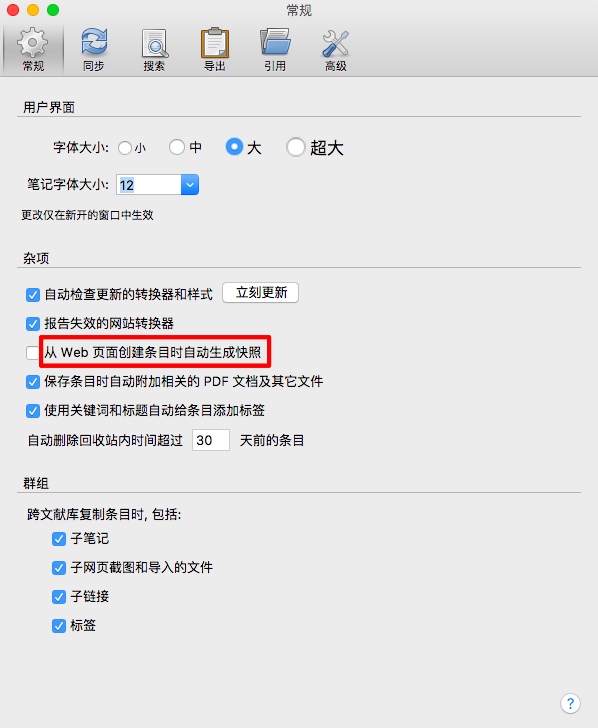 常规
常规 同步 搜索 导出 引用 高级
用户界面
字体大小: 小 中 大 超大
笔记字体大小: 12
更改仅在新开的窗口中生效
杂项
自动检查更新的转换器和样式 立刻更新
报告失效的网站转换器
从 Web 页面创建条目时自动生成快照
保存条目时自动附加相关的 PDF 文档及其它文件
使用关键词和标题自动给条目添加标签
自动删除回收站内时间超过 30 天前的条目
群组
跨文献库复制条目时, 包括:
子笔记
子网页截图和导入的文件
子链接
标签
?